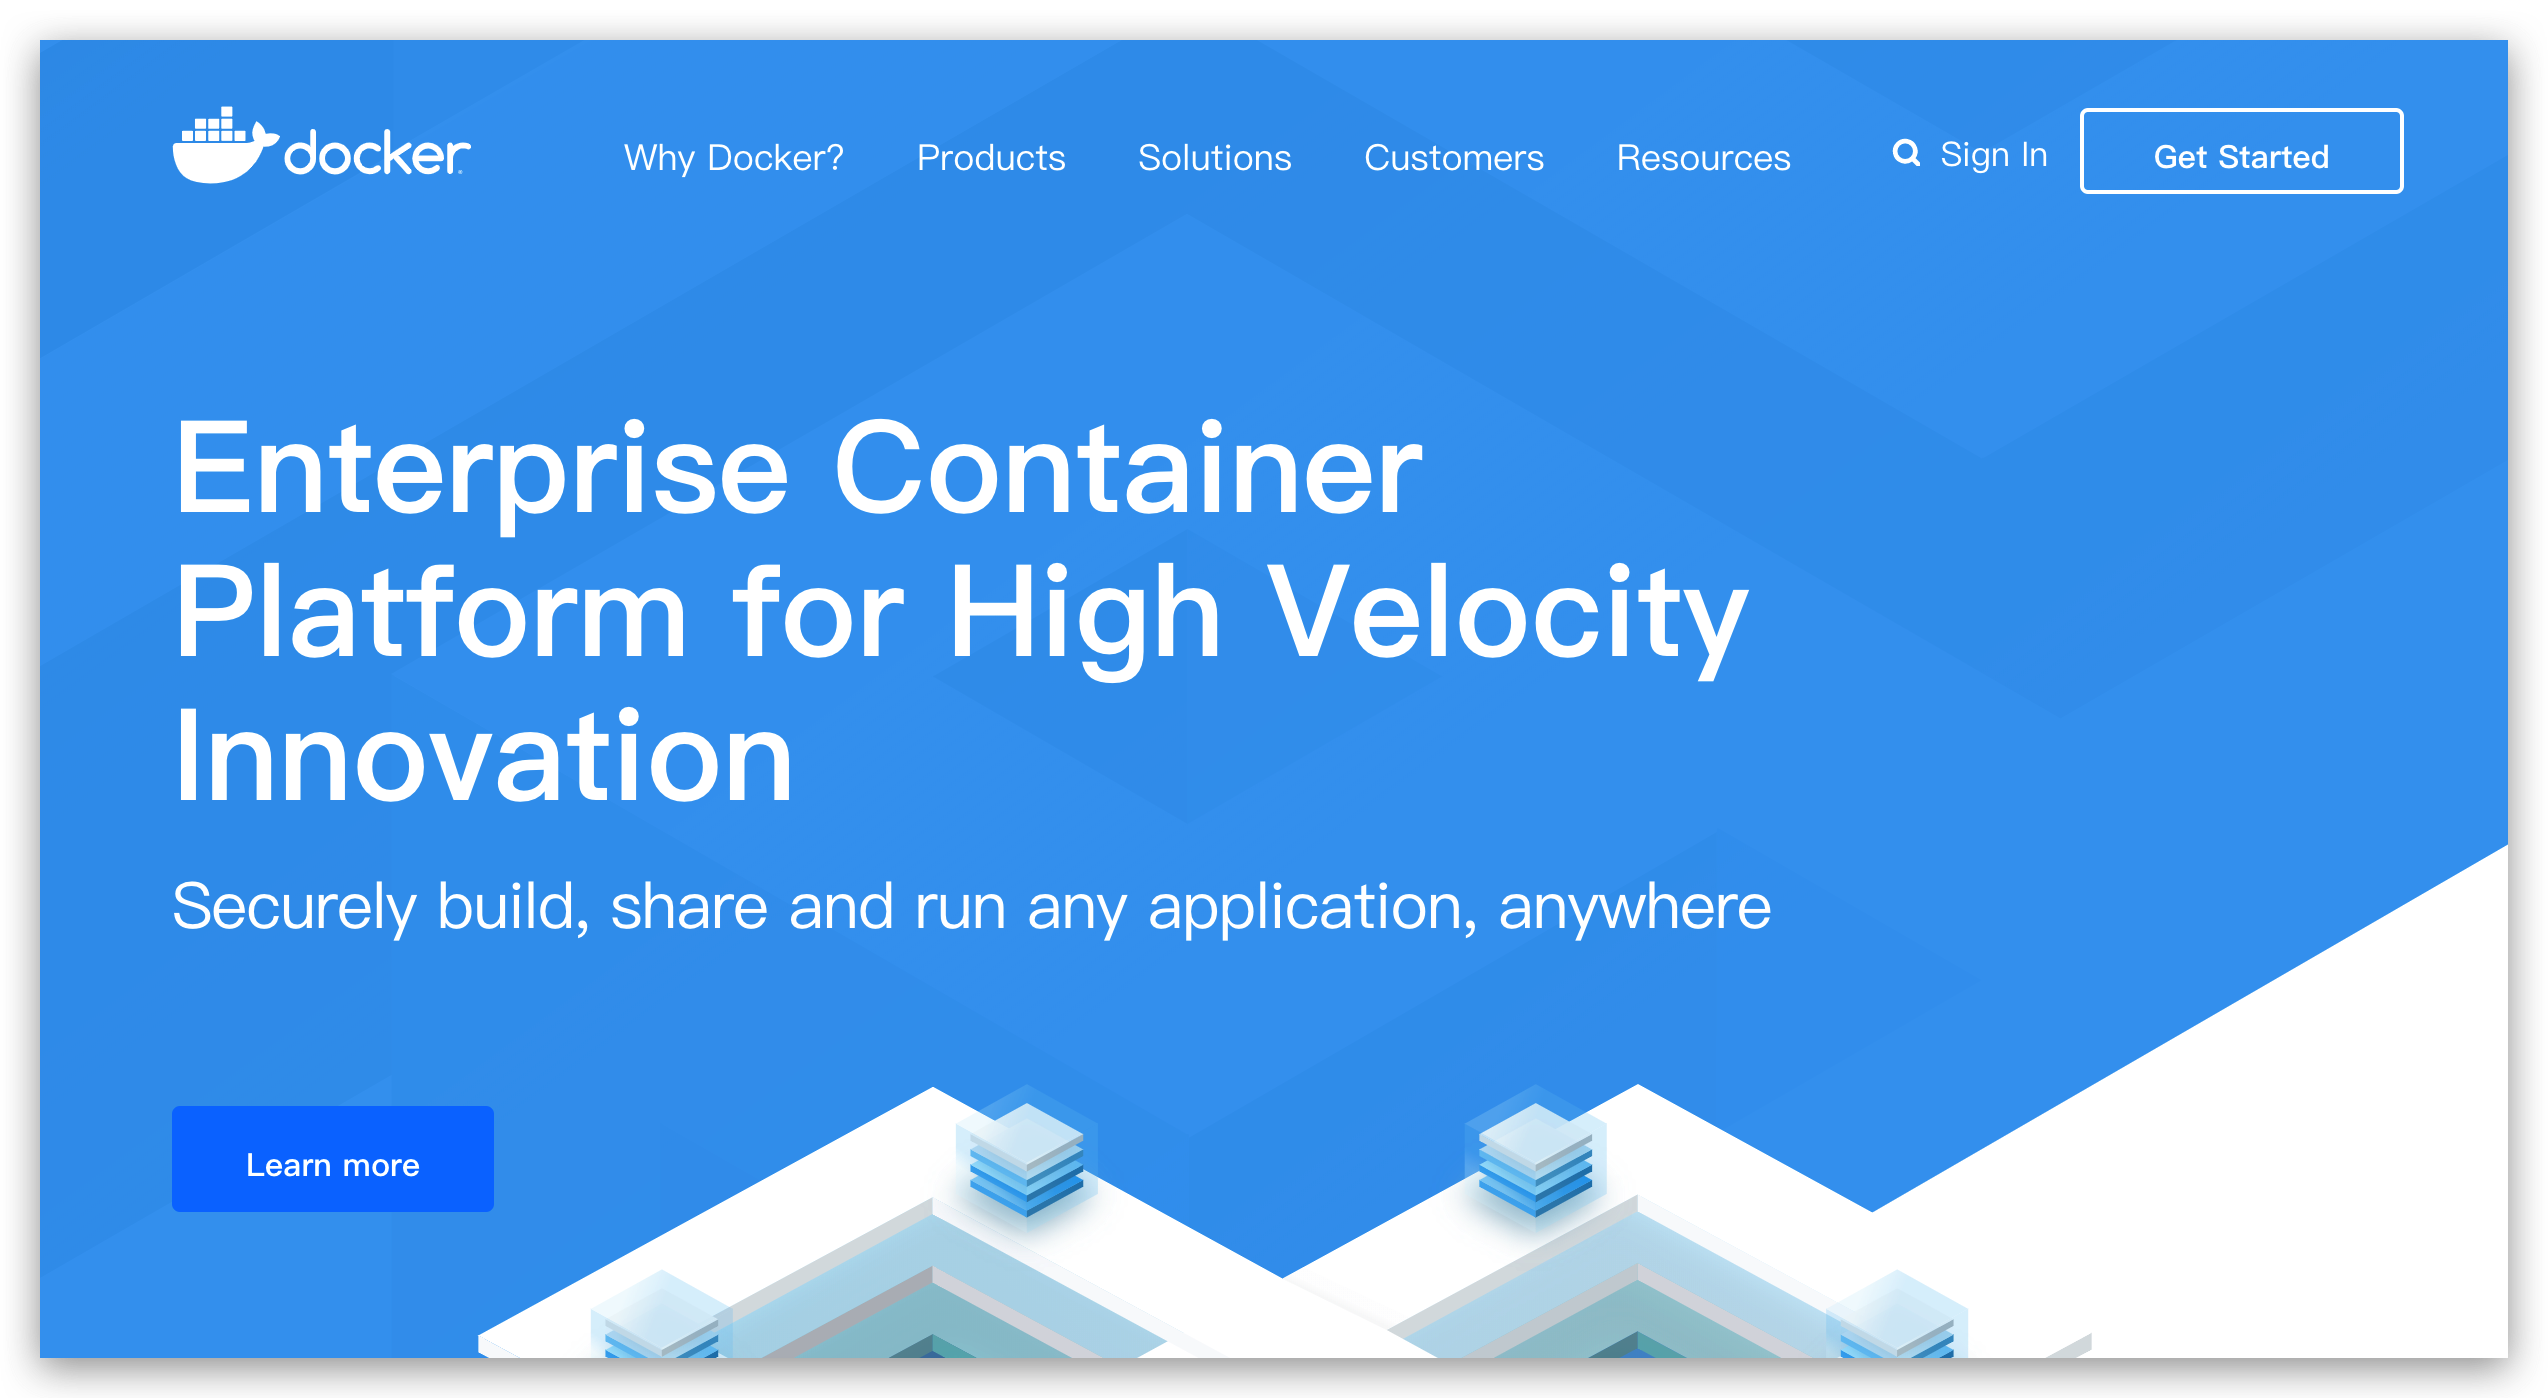 docker
Why Docker? Products Solutions Customers Resources Sign In Get Started
Enterprise Container
Platform for High Velocity
Innovation
Securely build, share and run any application, anywhere
Learn more